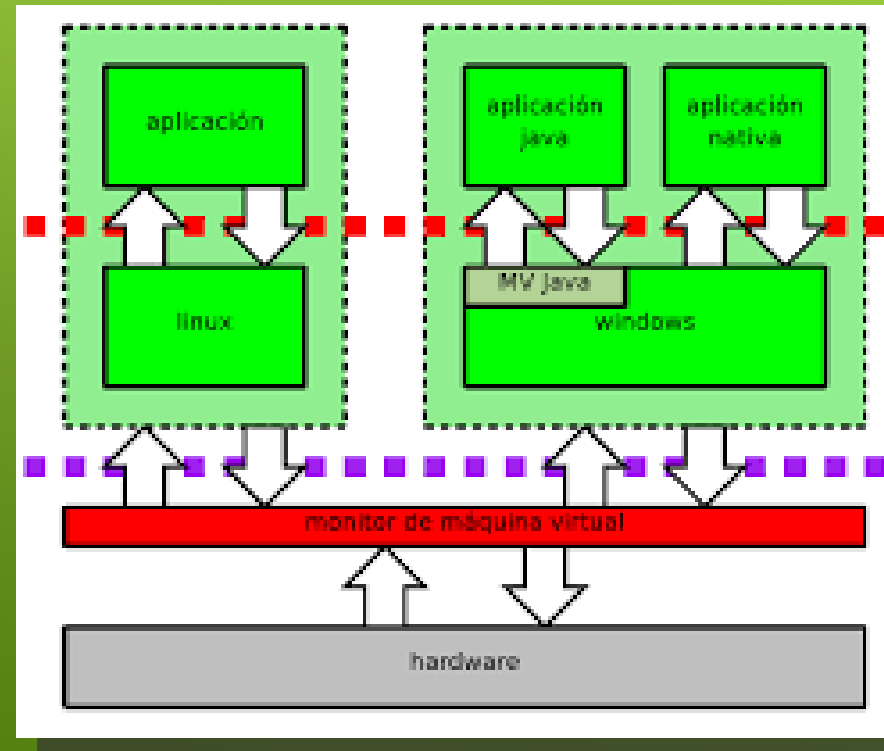 aplicación
aplicación
java
aplicación
nativa
linux
MV Java
windows
monitor de máquina virtual
hardware